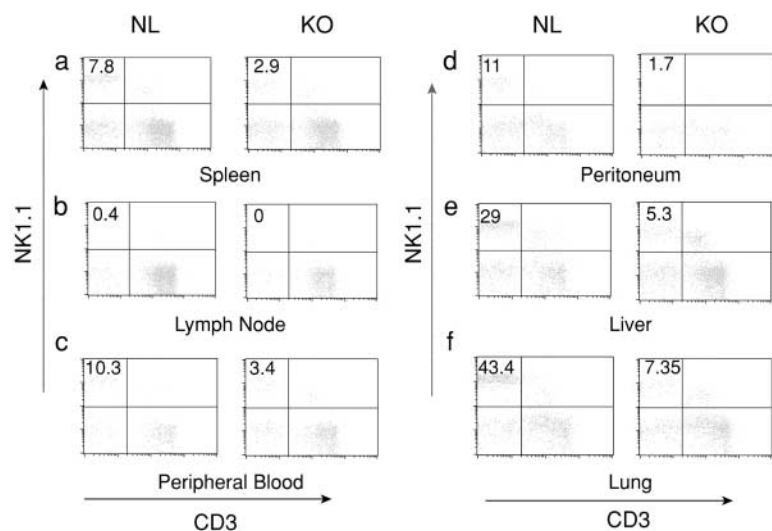 NL KO
a 7.8 2.9
Spleen
b 0.4 0
Lymph Node
c 10.3 3.4
Peripheral Blood
NK1.1
CD3
NL KO
d 11 1.7
Peritoneum
e 29 5.3
Liver
f 43.4 7.35
Lung
NK1.1
CD3